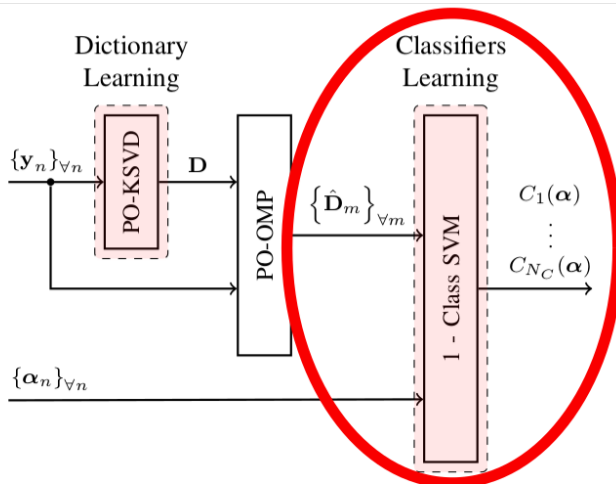 Dictionary
Learning
Classifiers
Learning
{y_n}_{∀n}
PO-KSVD
D
PO-OMP
{D̂_m}_{∀m}
1 - Class SVM
C_1(α)
⋮
C_{N_C}(α)
{α_n}_{∀n}